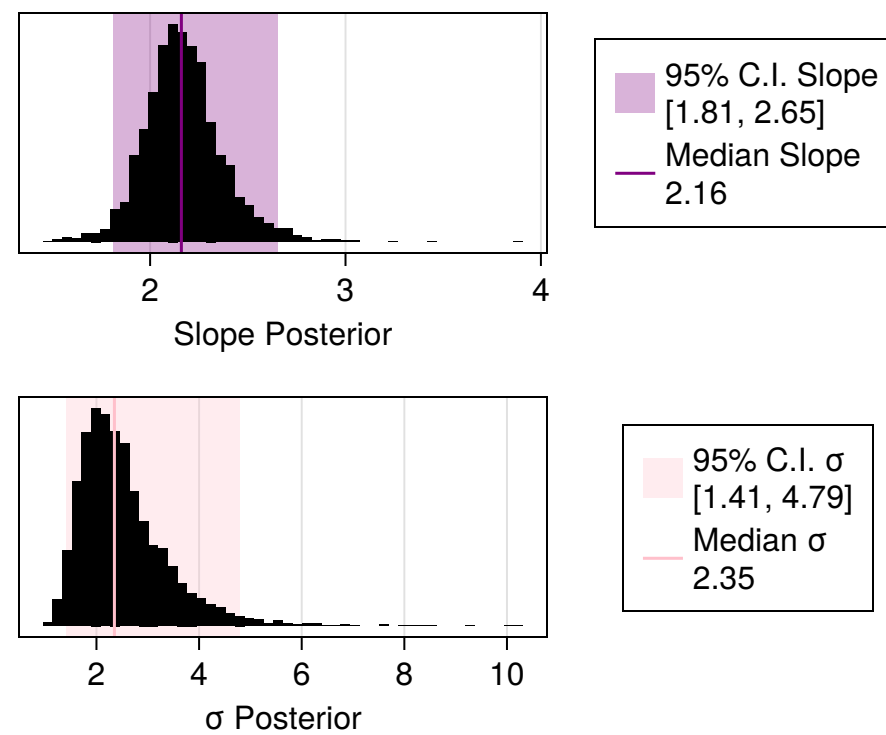 95% C.I. Slope
[1.81, 2.65]
Median Slope
2.16
2 3 4
Slope Posterior
95% C.I. σ
[1.41, 4.79]
Median σ
2.35
2 4 6 8 10
σ Posterior